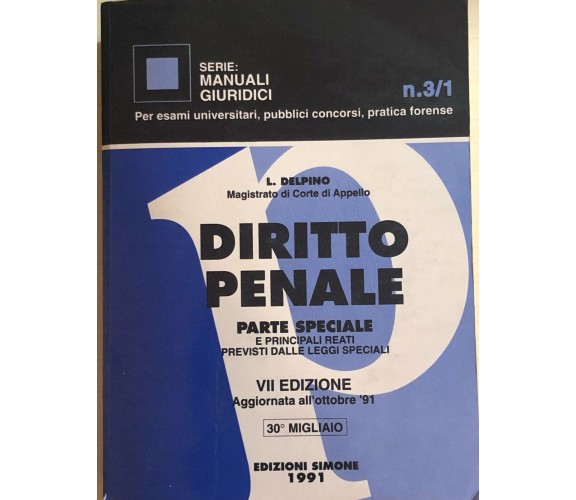 SERIE:
MANUALI
GIURIDICI
n.3/1
Per esami universitari, pubblici concorsi, pratica forense
L. DELPINO
Magistrato di Corte di Appello
DIRITTO
PENALE
PARTE SPECIALE
E PRINCIPALI REATI
PREVISTI DALLE LEGGI SPECIALI
VII EDIZIONE
Aggiornata all'ottobre '91
30° MIGLIAIO
EDIZIONI SIMONE
1991